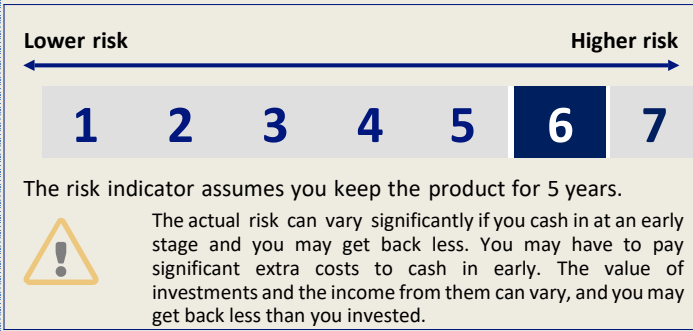 Lower risk Higher risk
1 2 3 4 5 6 7
The risk indicator assumes you keep the product for 5 years.
The actual risk can vary significantly if you cash in at an early
stage and you may get back less. You may have to pay
significant extra costs to cash in early. The value of
investments and the income from them can vary, and you may
get back less than you invested.